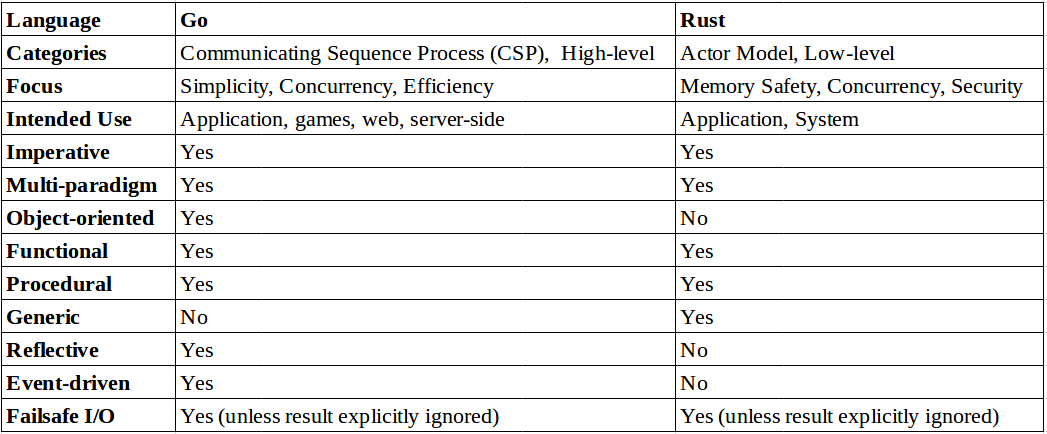 Language Go Rust
Categories Communicating Sequence Process (CSP), High-level Actor Model, Low-level
Focus Simplicity, Concurrency, Efficiency Memory Safety, Concurrency, Security
Intended Use Application, games, web, server-side Application, System
Imperative Yes Yes
Multi-paradigm Yes Yes
Object-oriented Yes No
Functional Yes Yes
Procedural Yes Yes
Generic No Yes
Reflective Yes No
Event-driven Yes No
Failsafe I/O Yes (unless result explicitly ignored) Yes (unless result explicitly ignored)